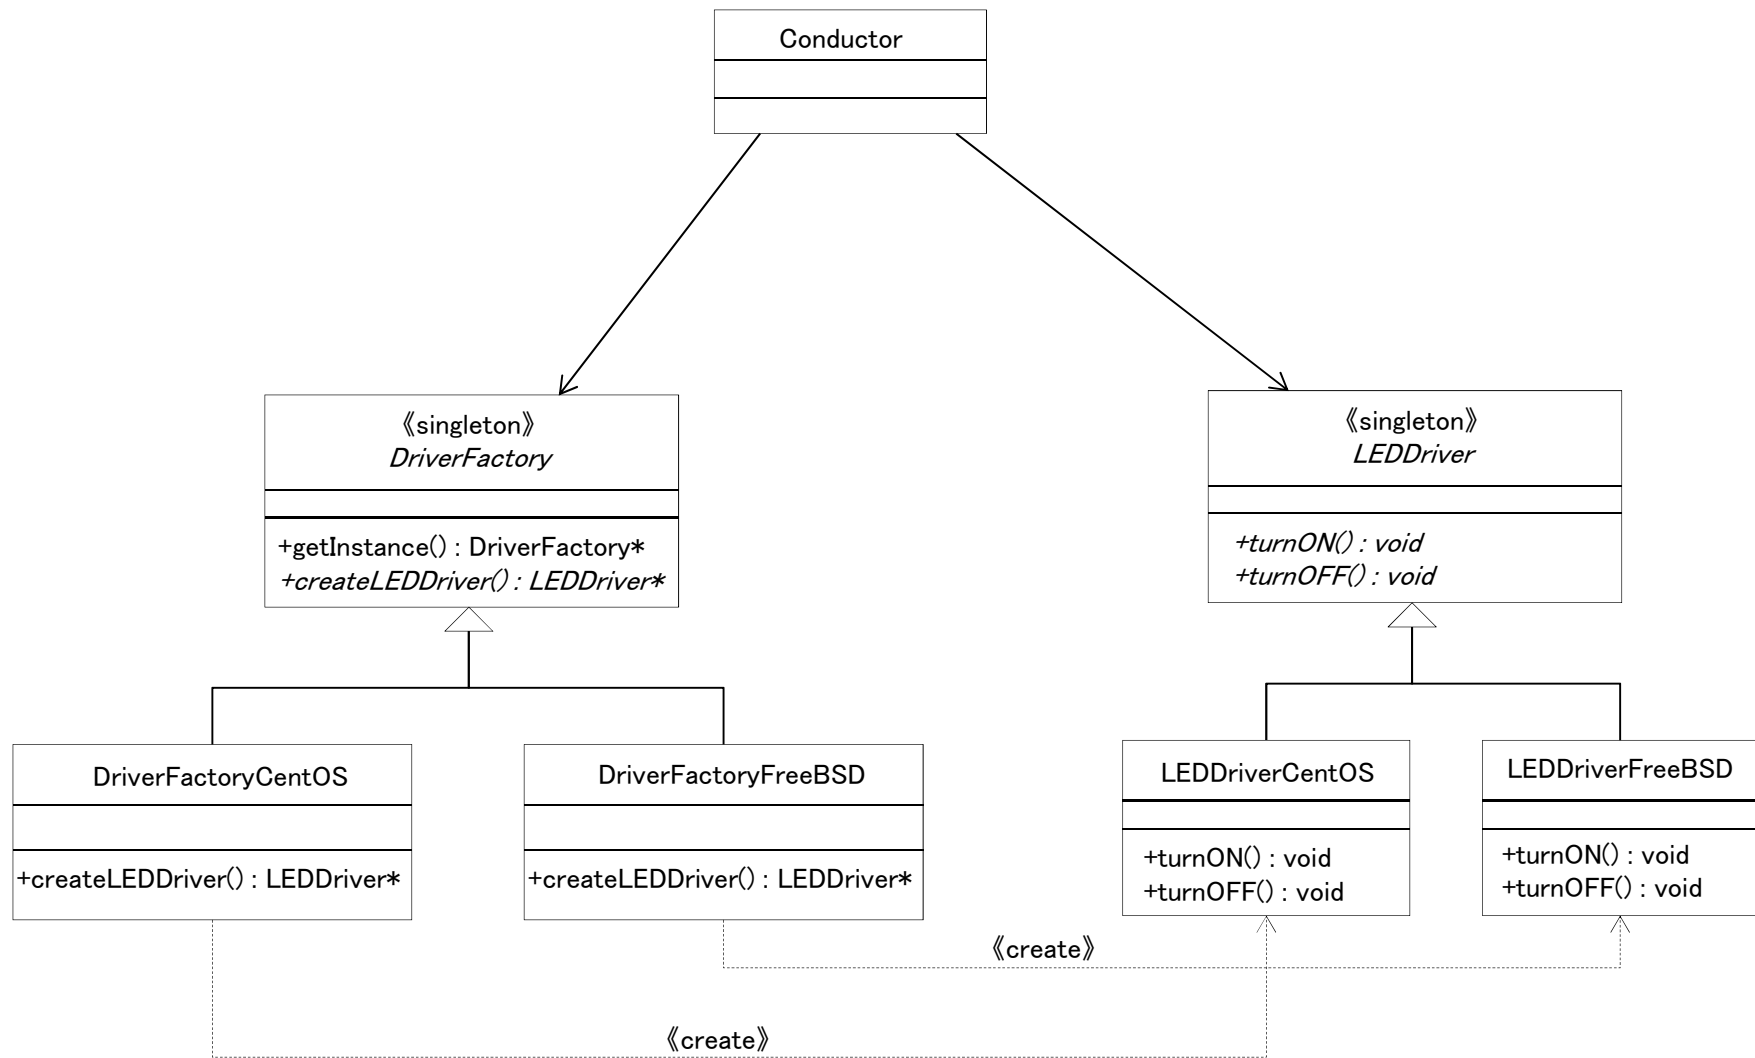 Conductor
《singleton》
DriverFactory
+getInstance() : DriverFactory*
+createLEDDriver() : LEDDriver*
《singleton》
LEDDriver
+turnON() : void
+turnOFF() : void
DriverFactoryCentOS
+createLEDDriver() : LEDDriver*
DriverFactoryFreeBSD
+createLEDDriver() : LEDDriver*
LEDDriverCentOS
+turnON() : void
+turnOFF() : void
LEDDriverFreeBSD
+turnON() : void
+turnOFF() : void
《create》
《create》